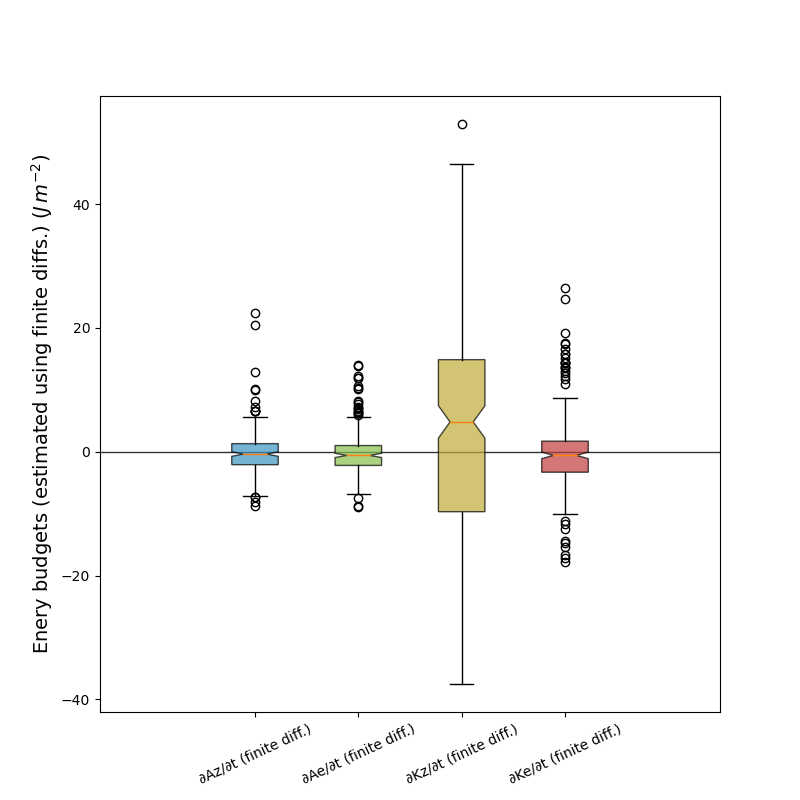 Enery budgets (estimated using finite diffs.) (J m⁻²)
40
20
0
−20
−40
∂Az/∂t (finite diff.)
∂Ae/∂t (finite diff.)
∂Kz/∂t (finite diff.)
∂Ke/∂t (finite diff.)